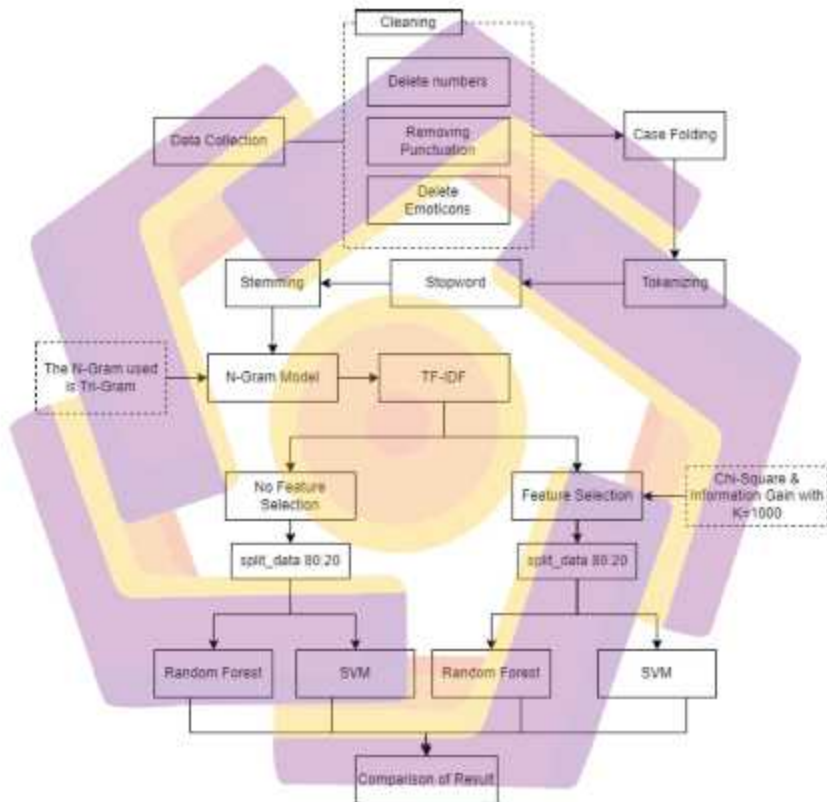 Cleaning
Delete numbers
Data Collection
Removing
Punctuation
Case Folding
Delete
Emoticons
Stemming
Stopword
Tokenizing
The N-Gram used
is Tri-Gram
N-Gram Model
TF-IDF
No Feature
Selection
Feature Selection
Chi-Square &
Information Gain with
K=1000
split_data 80:20
split_data 80:20
Random Forest
SVM
Random Forest
SVM
Comparison of Result